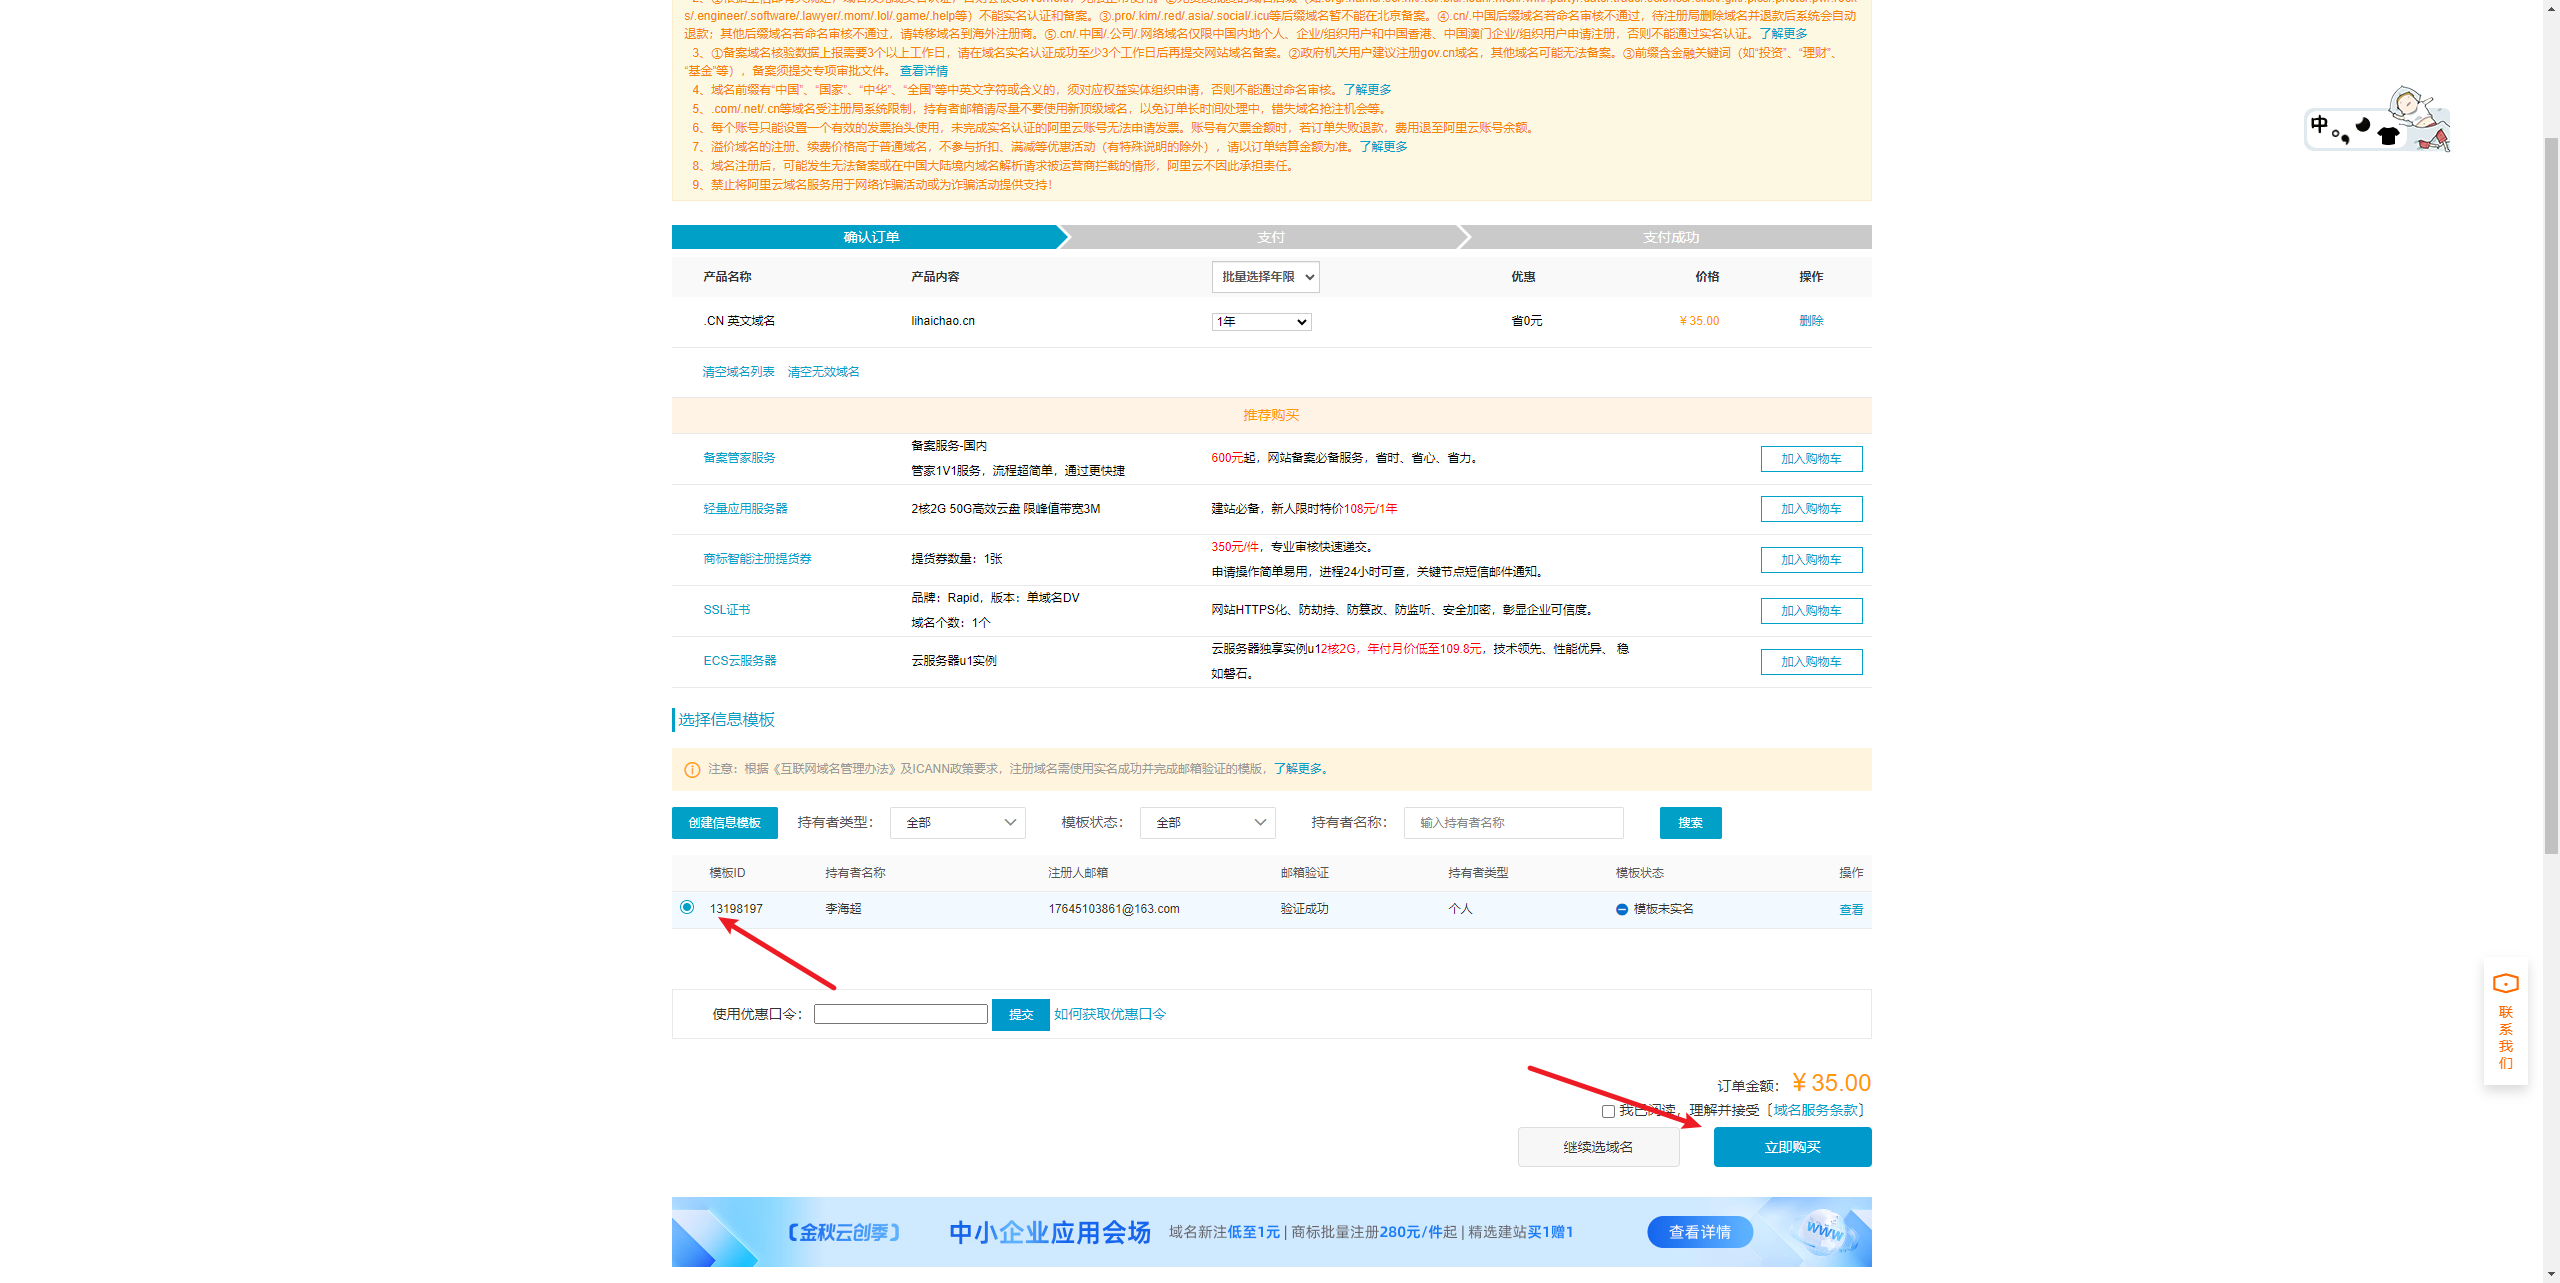 s/.engineer/.software/.lawyer/.mom/.lol/.game/.help等）不能实名认证和备案。③.pro/.kim/.red/.asia/.social/.icu等后缀域名暂不能在北京备案。④.cn/.中国后缀域名若命名审核不通过，待注册局删除域名并退款后系统会自动
退款；其他后缀域名若命名审核不通过，请转移域名到海外注册商。⑤.cn/.中国/.公司/.网络域名仅限中国内地个人、企业/组织用户和中国香港、中国澳门企业/组织用户申请注册，否则不能通过实名认证。了解更多
3、①备案域名核验数据上报需要3个以上工作日，请在域名实名认证成功至少3个工作日后再提交网站域名备案。②政府机关用户建议注册gov.cn域名，其他域名可能无法备案。③前缀含金融关键词（如“投资”、“理财”、
“基金”等），备案须提交专项审批文件。 查看详情
4、域名前缀有“中国”、“国家”、“中华”、“全国”等中英文字符或含义的，须对应权益实体组织申请，否则不能通过命名审核。了解更多
5、.com/.net/.cn等域名受注册局系统限制，持有者邮箱请尽量不要使用新顶级域名，以免订单长时间处理中，错失域名抢注机会等。
6、每个账号只能设置一个有效的发票抬头使用，未完成实名认证的阿里云账号无法申请发票。账号有欠票金额时，若订单失败退款，费用退至阿里云账号余额。
7、溢价域名的注册、续费价格高于普通域名，不参与折扣、满减等优惠活动（有特殊说明的除外），请以订单结算金额为准。了解更多
8、域名注册后，可能发生无法备案或在中国大陆境内域名解析请求被运营商拦截的情形，阿里云不因此承担责任。
9、禁止将阿里云域名服务用于网络诈骗活动或为诈骗活动提供支持！
中
确认订单 支付 支付成功
产品名称 产品内容 批量选择年限 优惠 价格 操作
.CN 英文域名 lihaichao.cn 1年 省0元 ¥35.00 删除
清空域名列表 清空无效域名
推荐购买
备案管家服务 备案服务-国内 600元起，网站备案必备服务，省时、省心、省力。 加入购物车
管家1V1服务，流程超简单，通过更快捷
轻量应用服务器 2核2G 50G高效云盘 限峰值带宽3M 建站必备，新人限时特价108元/1年 加入购物车
商标智能注册提货券 提货券数量：1张 350元/件，专业审核快速递交。 加入购物车
申请操作简单易用，进程24小时可查，关键节点短信邮件通知。
SSL证书 品牌：Rapid，版本：单域名DV 网站HTTPS化、防劫持、防篡改、防监听、安全加密，彰显企业可信度。 加入购物车
域名个数：1个
ECS云服务器 云服务器u1实例 云服务器独享实例u12核2G，年付月价低至109.8元，技术领先、性能优异、 稳 加入购物车
如磐石。
选择信息模板
注意：根据《互联网域名管理办法》及ICANN政策要求，注册域名需使用实名成功并完成邮箱验证的模版，了解更多。
创建信息模板 持有者类型： 全部 模板状态： 全部 持有者名称： 输入持有者名称 搜索
模板ID 持有者名称 注册人邮箱 邮箱验证 持有者类型 模板状态 操作
13198197 李海超 17645103861@163.com 验证成功 个人 模板未实名 查看
使用优惠口令： 提交 如何获取优惠口令
订单金额： ¥35.00
我已阅读，理解并接受〔域名服务条款〕
继续选域名 立即购买
联系我们
〔金秋云创季〕 中小企业应用会场 域名新注低至1元 | 商标批量注册280元/件起 | 精选建站买1赠1 查看详情 WWW